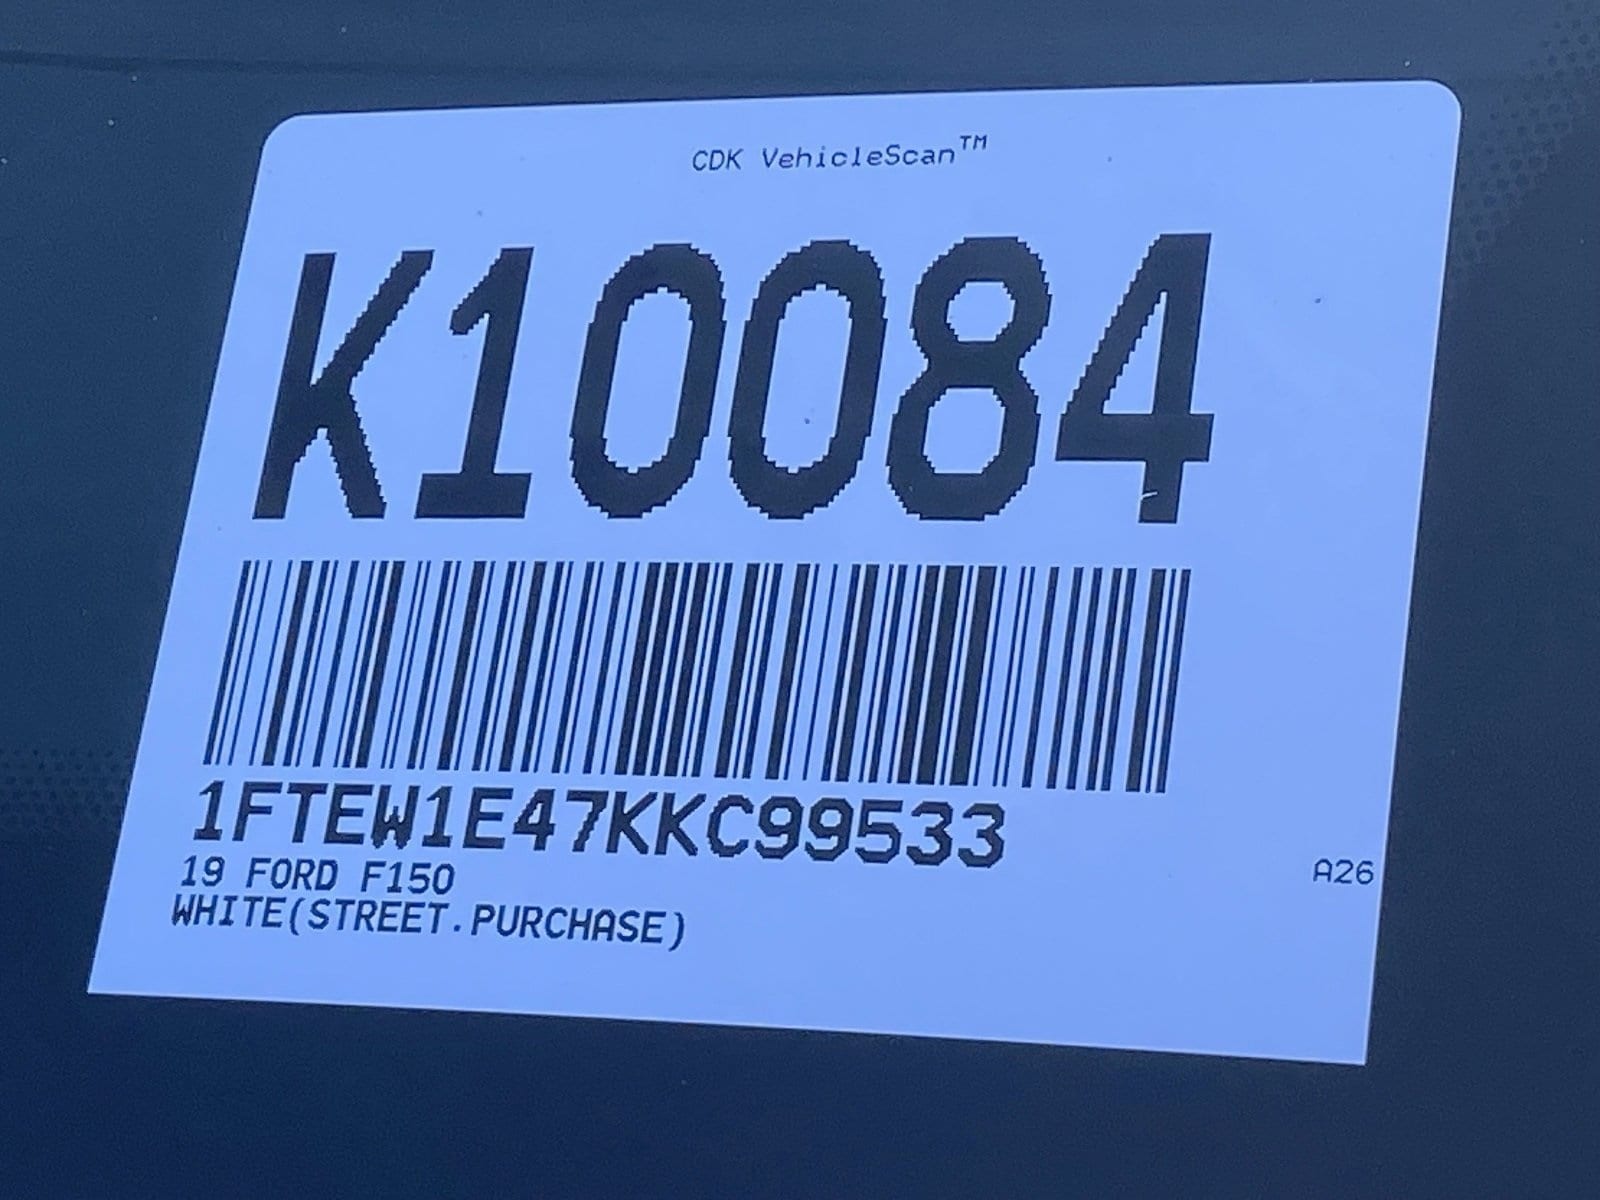 CDK VehicleScan™
K10084
1FTEW1E47KKC99533
19 FORD F150
A26
WHITE(STREET.PURCHASE)